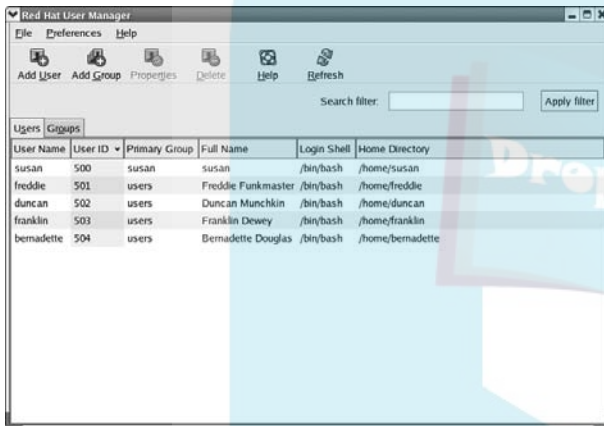 Red Hat User Manager
File Preferences Help
Add User Add Group Properties Delete Help Refresh
Search filter: Apply filter
Users Groups
User Name User ID Primary Group Full Name Login Shell Home Directory
susan 500 susan susan /bin/bash /home/susan
freddie 501 users Freddie Funkmaster /bin/bash /home/freddie
duncan 502 users Duncan Munchkin /bin/bash /home/duncan
franklin 503 users Franklin Dewey /bin/bash /home/franklin
bernadette 504 users Bernadette Douglas /bin/bash /home/bernadette
Drop